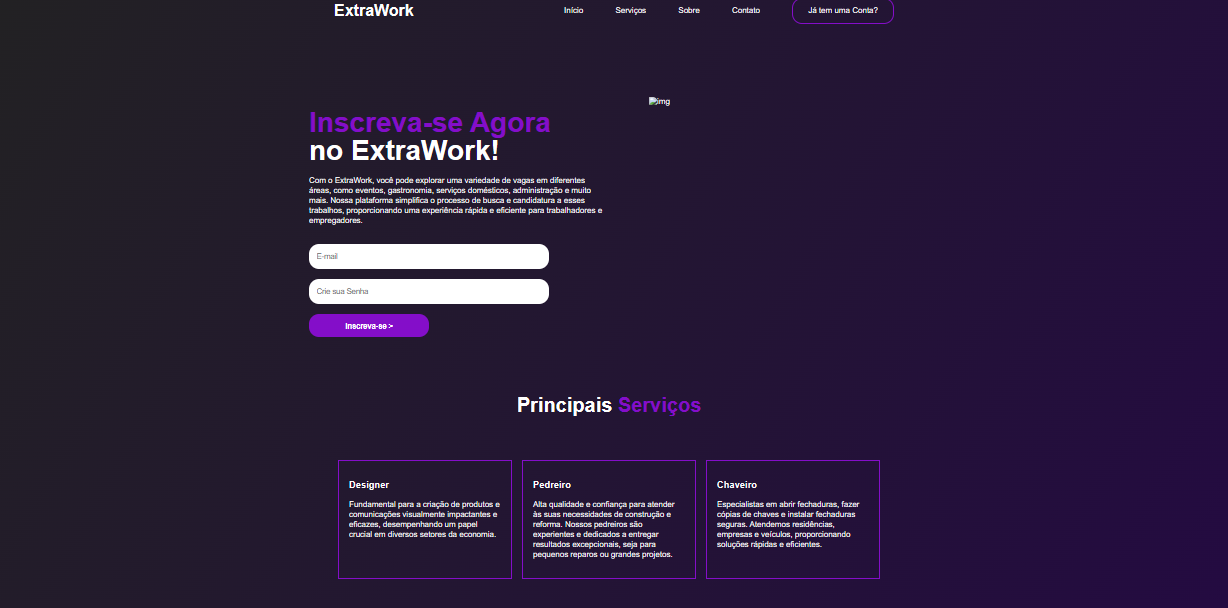 ExtraWork
Início
Serviços
Sobre
Contato
Já tem uma Conta?
img
Inscreva-se Agora
no ExtraWork!
Com o ExtraWork, você pode explorar uma variedade de vagas em diferentes
áreas, como eventos, gastronomia, serviços domésticos, administração e muito
mais. Nossa plataforma simplifica o processo de busca e candidatura a esses
trabalhos, proporcionando uma experiência rápida e eficiente para trabalhadores e
empregadores.
E-mail
Crie sua Senha
Inscreva-se >
Principais Serviços
Designer
Fundamental para a criação de produtos e
comunicações visualmente impactantes e
eficazes, desempenhando um papel
crucial em diversos setores da economia.
Pedreiro
Alta qualidade e confiança para atender
às suas necessidades de construção e
reforma. Nossos pedreiros são
experientes e dedicados a entregar
resultados excepcionais, seja para
pequenos reparos ou grandes projetos.
Chaveiro
Especialistas em abrir fechaduras, fazer
cópias de chaves e instalar fechaduras
seguras. Atendemos residências,
empresas e veículos, proporcionando
soluções rápidas e eficientes.